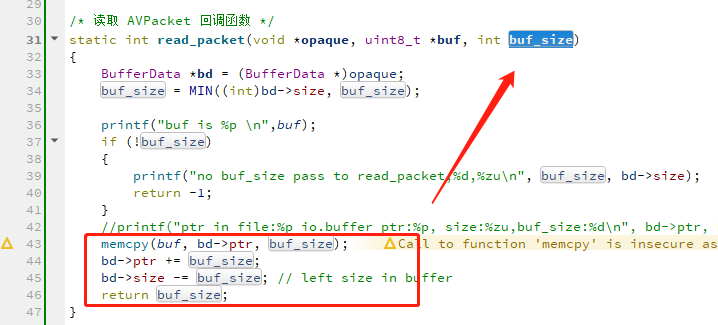 29
30 /* 读取 AVPacket 回调函数 */
31 static int read_packet(void *opaque, uint8_t *buf, int buf_size)
32 {
33 BufferData *bd = (BufferData *)opaque;
34 buf_size = MIN((int)bd->size, buf_size);
35
36 printf("buf is %p \n",buf);
37 if (!buf_size)
38 {
39 printf("no buf_size pass to read_packet,%d,%zu\n", buf_size, bd->size);
40 return -1;
41 }
42 //printf("ptr in file:%p io.buffer ptr:%p, size:%zu,buf_size:%d\n", bd->ptr,
43 memcpy(buf, bd->ptr, buf_size); Call to function 'memcpy' is insecure as
44 bd->ptr += buf_size;
45 bd->size -= buf_size; // left size in buffer
46 return buf_size;
47 }